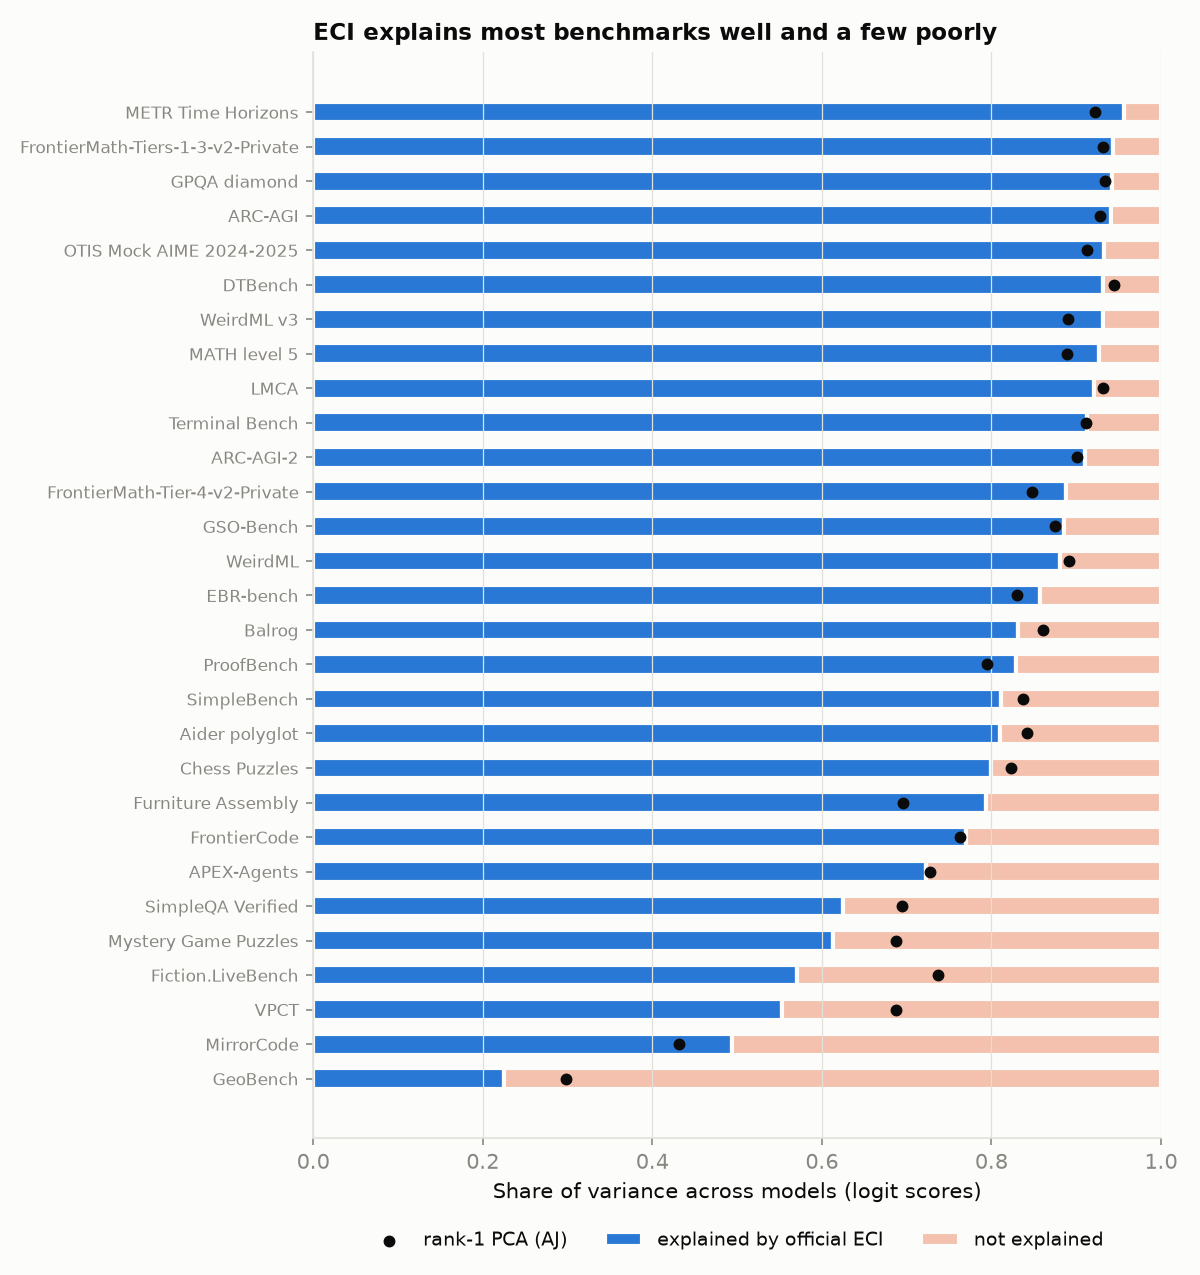 ECI explains most benchmarks well and a few poorly
METR Time Horizons
FrontierMath-Tiers-1-3-v2-Private
GPQA diamond
ARC-AGI
OTIS Mock AIME 2024-2025
DTBench
WeirdML v3
MATH level 5
LMCA
Terminal Bench
ARC-AGI-2
FrontierMath-Tier-4-v2-Private
GSO-Bench
WeirdML
EBR-bench
Balrog
ProofBench
SimpleBench
Aider polyglot
Chess Puzzles
Furniture Assembly
FrontierCode
APEX-Agents
SimpleQA Verified
Mystery Game Puzzles
Fiction.LiveBench
VPCT
MirrorCode
GeoBench
0.0 0.2 0.4 0.6 0.8 1.0
Share of variance across models (logit scores)
rank-1 PCA (AJ) explained by official ECI not explained